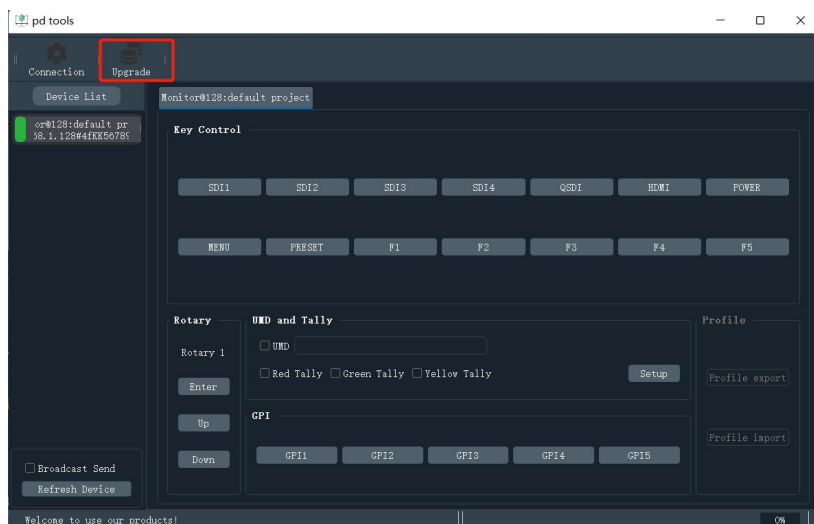 pd tools
Connection Upgrade
Device List
Monitor@128:default project
or@128:default pr
58.1.128#4fKK56789
Key Control
SDI1 SDI2 SDI3 SDI4 QSDI HDMI POWER
MENU PRESET F1 F2 F3 F4 F5
Rotary
Rotary 1
Enter
Up
Down
UMD and Tally
UMD
Red Tally Green Tally Yellow Tally Setup
GPI
GPI1 GPI2 GPI3 GPI4 GPI5
Profile
Profile export
Profile import
Broadcast Send
Refresh Device
Welcome to use our products! 0%